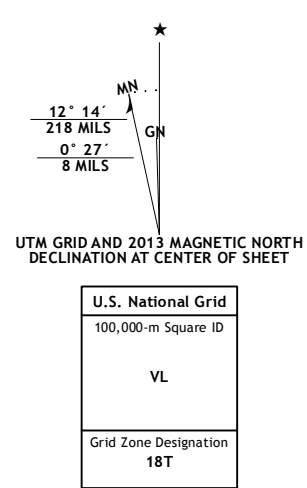 ★
MN
GN
12° 14´
218 MILS
0° 27´
8 MILS
UTM GRID AND 2013 MAGNETIC NORTH
DECLINATION AT CENTER OF SHEET
U.S. National Grid
100,000-m Square ID
VL
Grid Zone Designation
18T